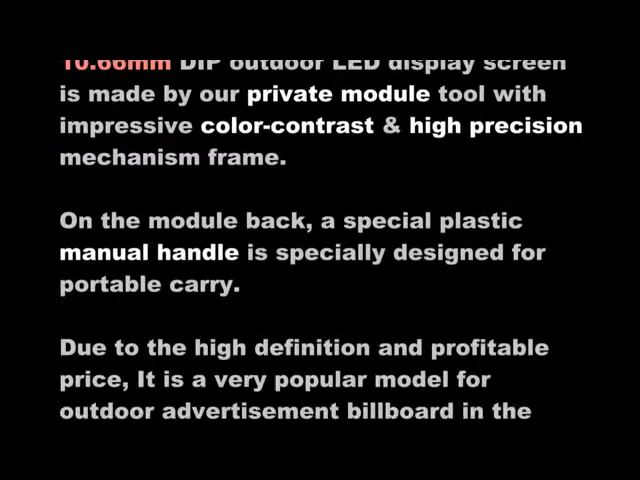 10.66mm DIP outdoor LED display screen
is made by our private module tool with
impressive color-contrast & high precision
mechanism frame.
On the module back, a special plastic
manual handle is specially designed for
portable carry.
Due to the high definition and profitable
price, It is a very popular model for
outdoor advertisement billboard in the